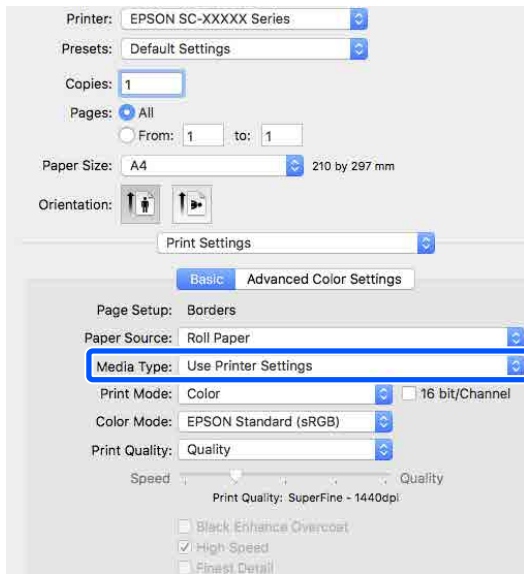 Printer: EPSON SC-XXXXX Series
Presets: Default Settings
Copies: 1
Pages: All
From: 1 to: 1
Paper Size: A4 210 by 297 mm
Orientation:
Print Settings
Basic Advanced Color Settings
Page Setup: Borders
Paper Source: Roll Paper
Media Type: Use Printer Settings
Print Mode: Color 16 bit/Channel
Color Mode: EPSON Standard (sRGB)
Print Quality: Quality
Speed Quality
Print Quality: SuperFine - 1440dpi
Black Enhance Overcoat
High Speed
Finest Detail